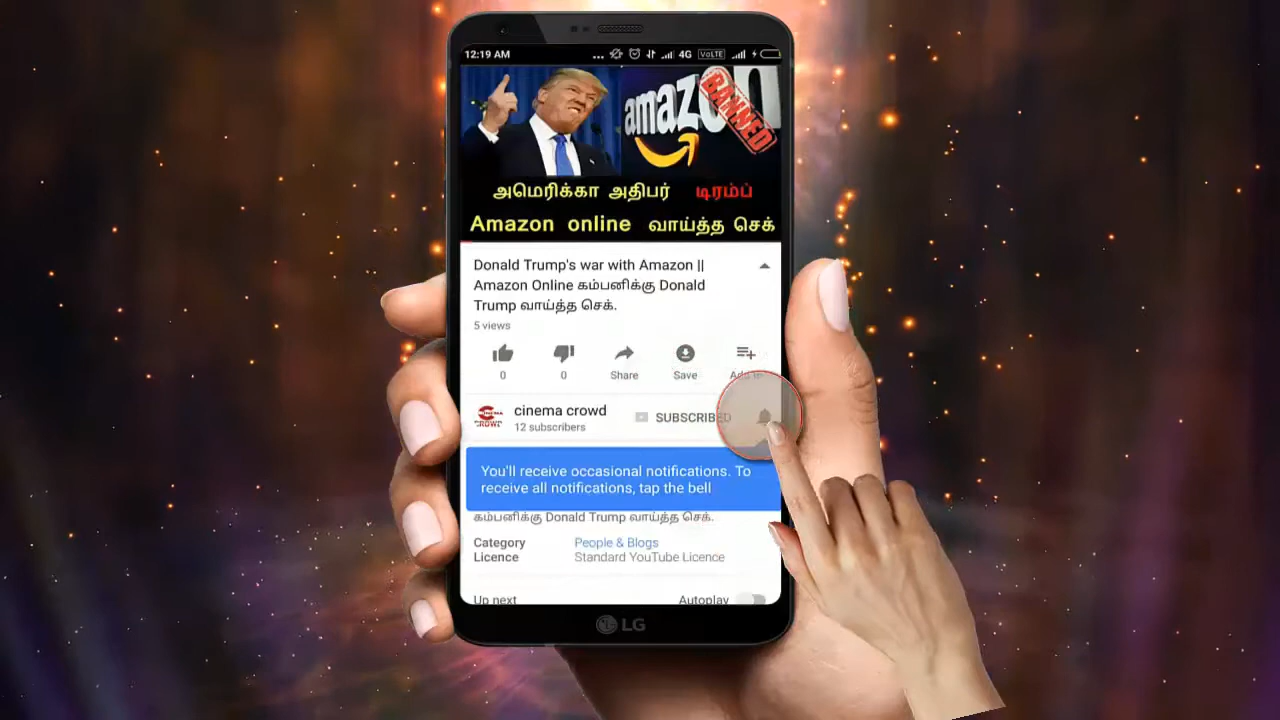 12:19 AM ... 4G VoLTE
amazon
BANNED
அமெரிக்கா அதிபர் டிரம்ப்
Amazon online வாய்த்த செக்
Donald Trump's war with Amazon ||
Amazon Online கம்பனிக்கு Donald
Trump வாய்த்த செக்.
5 views
0 0 Share Save Add to
cinema crowd SUBSCRIBED
12 subscribers
You'll receive occasional notifications. To
receive all notifications, tap the bell
கம்பனிக்கு Donald Trump வாய்த்த செக்.
Category People & Blogs
Licence Standard YouTube Licence
Up next Autoplay
LG